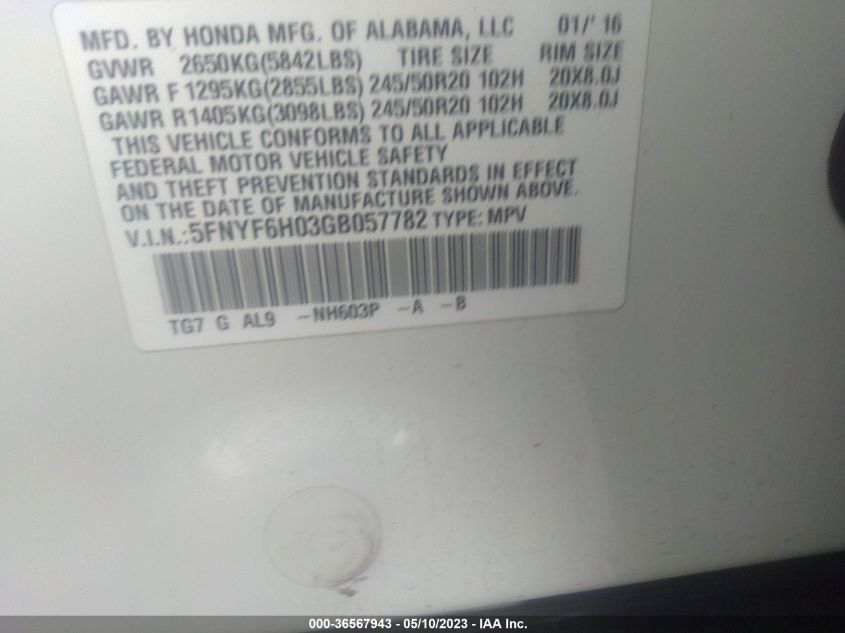 MFD. BY HONDA MFG. OF ALABAMA, LLC 01/'16
GVWR 2650KG(5842LBS) TIRE SIZE RIM SIZE
GAWR F 1295KG(2855LBS) 245/50R20 102H 20X8.0J
GAWR R1405KG(3098LBS) 245/50R20 102H 20X8.0J
THIS VEHICLE CONFORMS TO ALL APPLICABLE
FEDERAL MOTOR VEHICLE SAFETY
AND THEFT PREVENTION STANDARDS IN EFFECT
ON THE DATE OF MANUFACTURE SHOWN ABOVE.
V.I.N.:5FNYF6H03GB057782 TYPE: MPV
TG7 G AL9 -NH603P -A -B
000-36567943 - 05/10/2023 - IAA Inc.